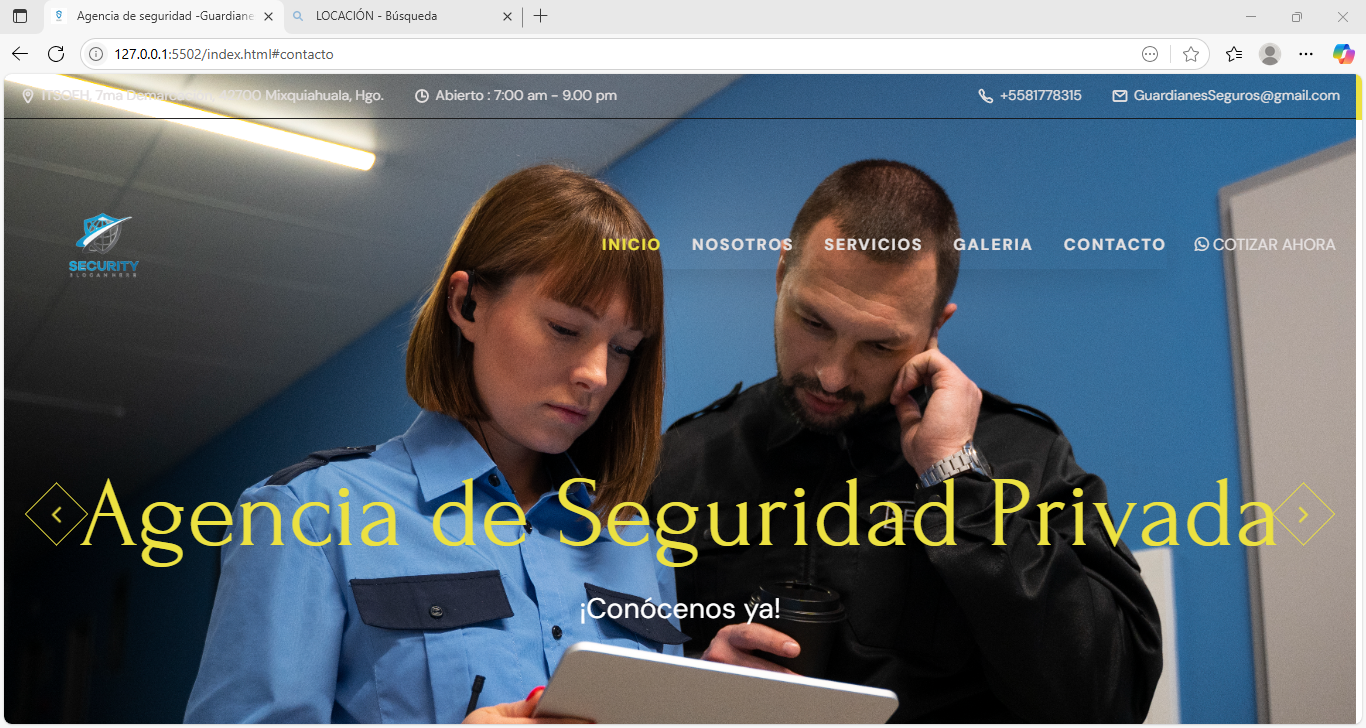 Agencia de seguridad -Guardiane
LOCACIÓN - Búsqueda
127.0.0.1:5502/index.html#contacto
ITSOEH, 7ma Demarcación, 42700 Mixquiahuala, Hgo.
Abierto : 7:00 am - 9.00 pm
+5581778315
GuardianesSeguros@gmail.com
SECURITY
INICIO
NOSOTROS
SERVICIOS
GALERIA
CONTACTO
COTIZAR AHORA
Agencia de Seguridad Privada
¡Conócenos ya!